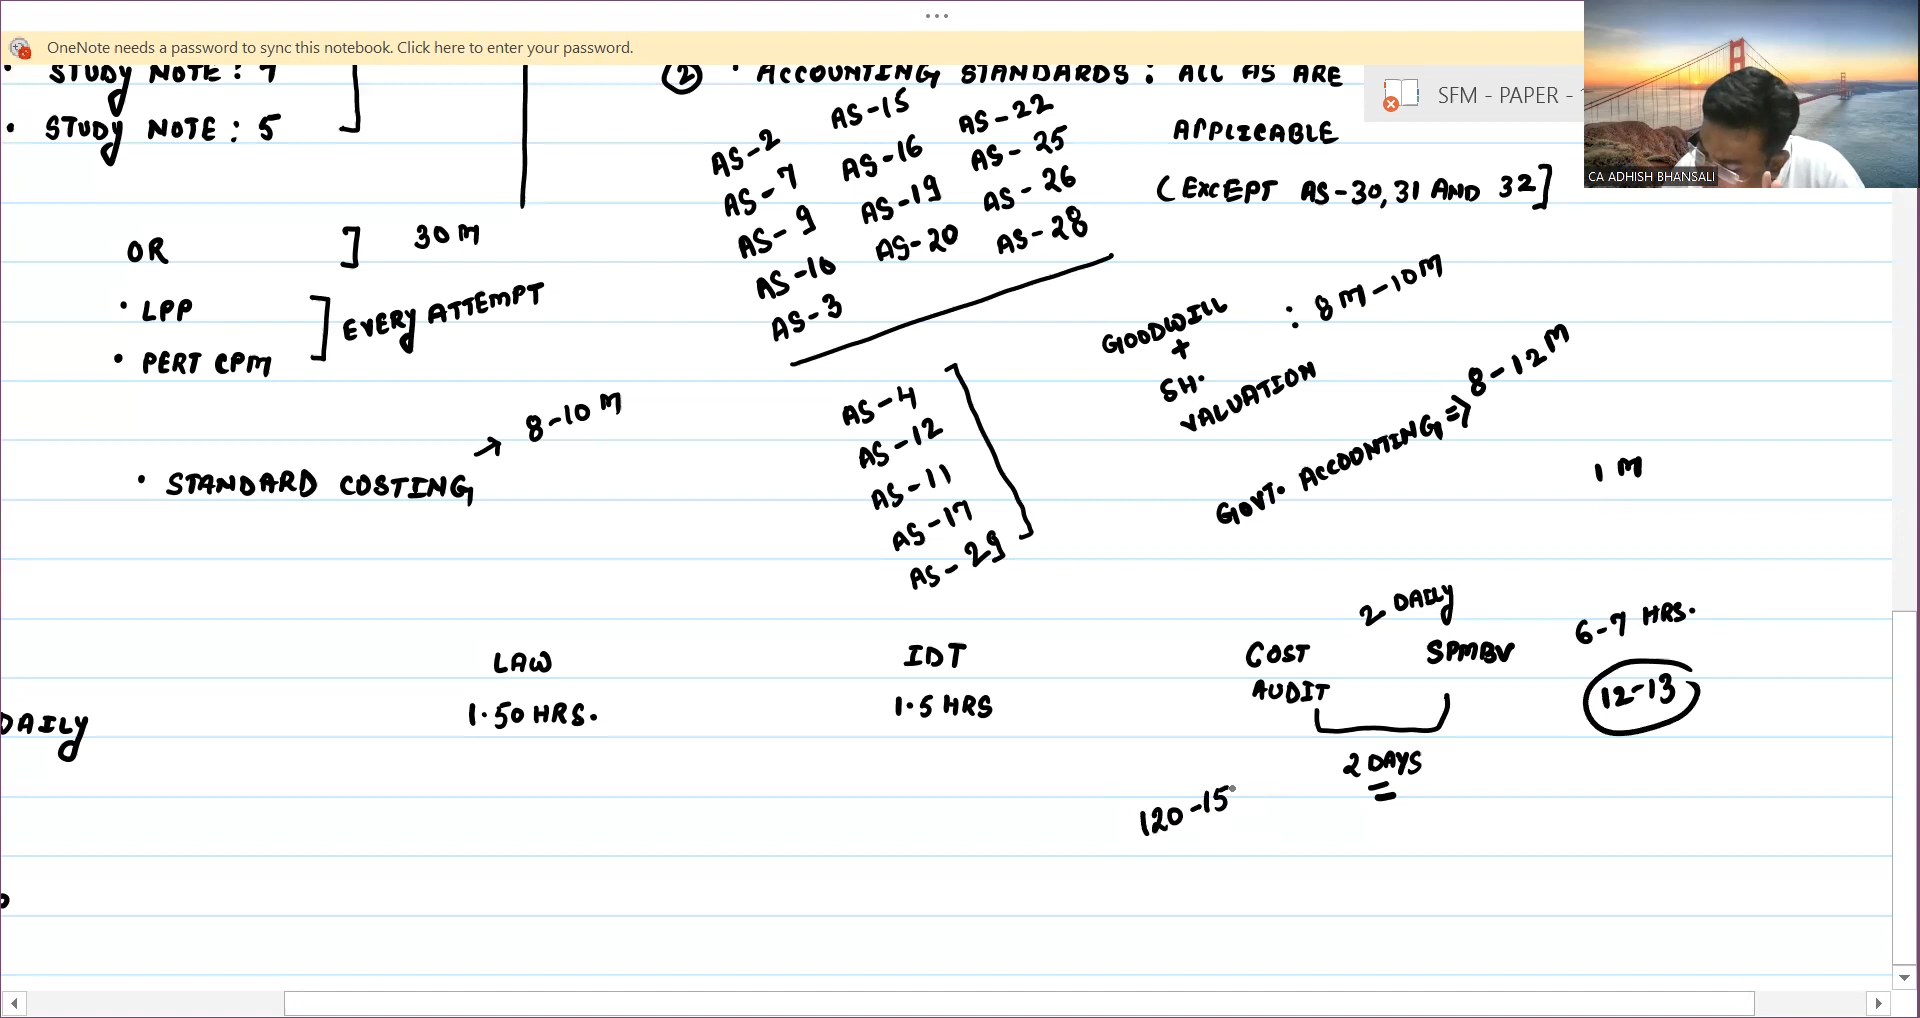 OneNote needs a password to sync this notebook. Click here to enter your password.
• STUDY NOTE : 7
• STUDY NOTE : 5
OR ] 30 M
• LPP
• PERT CPM
EVERY ATTEMPT
• STANDARD COSTING → 8-10 M
② • ACCOUNTING STANDARDS : ALL AS ARE
APPLICABLE
(EXCEPT AS-30, 31 AND 32]
AS-2
AS-7
AS-9
AS-10
AS-3
AS-15
AS-16
AS-19
AS-20
AS-22
AS-25
AS-26
AS-28
AS-4
AS-12
AS-11
AS-17
AS-29
GOODWILL
+
SH.
VALUATION
: 8M-10M
GOVT. ACCOONTING => 8-12 M
1 M
SFM - PAPER -
CA ADHISH BHANSALI
2 DAILY
LAW
IDT
COST
AUDIT
SPMBV
6-7 HRS.
12-13
DAILY
1.50 HRS.
1.5 HRS
2 DAYS
120-15